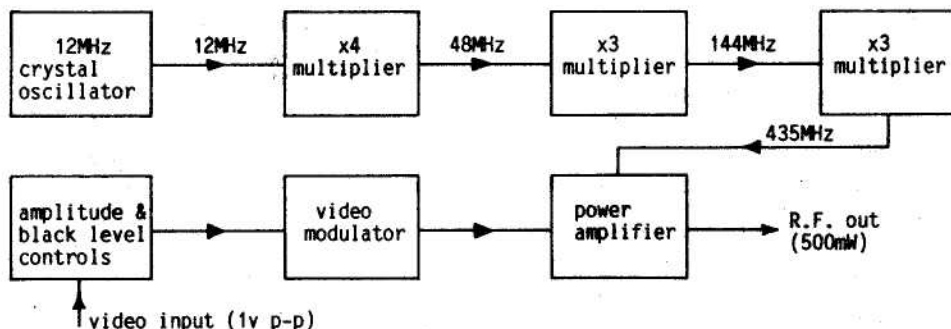 12MHz
crystal
oscillator
12MHz
x4
multiplier
48MHz
x3
multiplier
144MHz
x3
multiplier
435MHz
amplitude &
black level
controls
video
modulator
power
amplifier
R.F. out
(500mW)
video input (1v p-p)